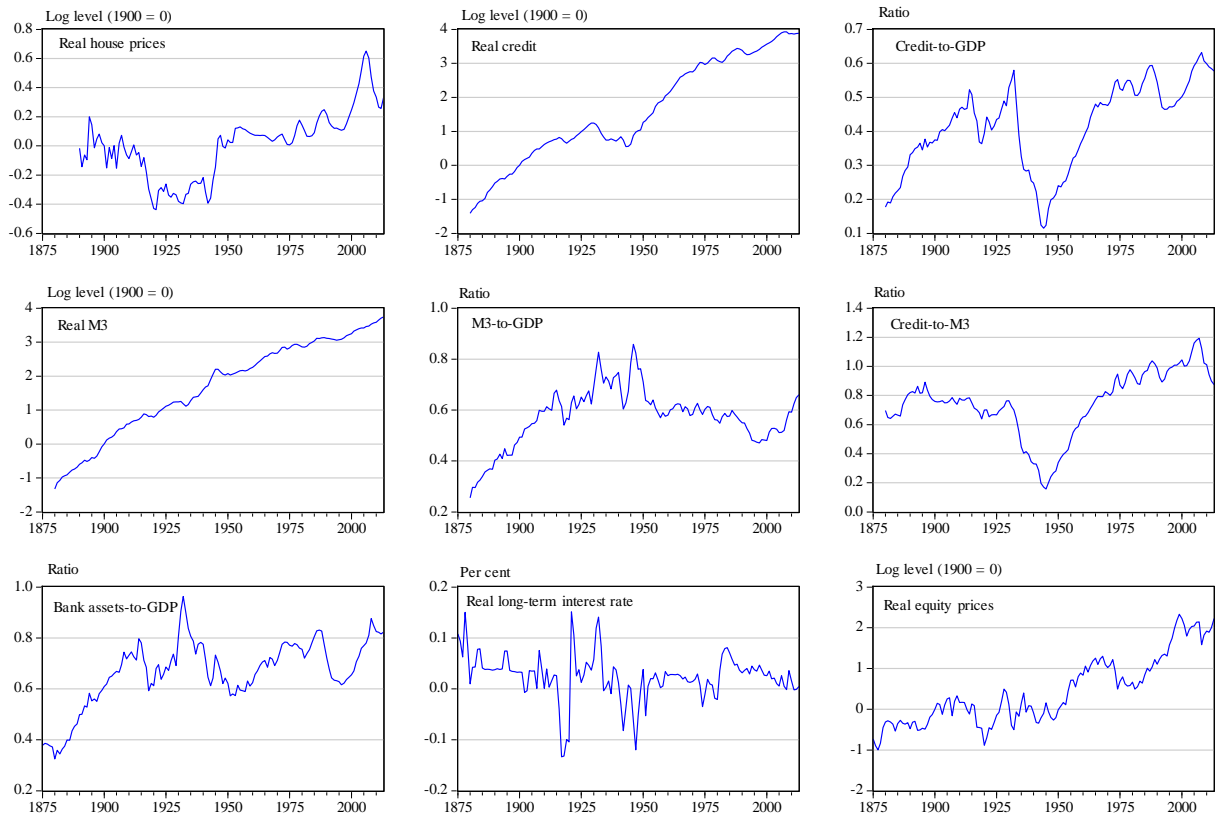 Log level (1900 = 0)
Real house prices
0.8
0.6
0.4
0.2
0.0
-0.2
-0.4
-0.6
1875 1900 1925 1950 1975 2000
Log level (1900 = 0)
Real credit
4
3
2
1
0
-1
-2
1875 1900 1925 1950 1975 2000
Ratio
Credit-to-GDP
0.7
0.6
0.5
0.4
0.3
0.2
0.1
1875 1900 1925 1950 1975 2000
Log level (1900 = 0)
Real M3
4
3
2
1
0
-1
-2
1875 1900 1925 1950 1975 2000
Ratio
M3-to-GDP
1.0
0.8
0.6
0.4
0.2
1875 1900 1925 1950 1975 2000
Ratio
Credit-to-M3
1.4
1.2
1.0
0.8
0.6
0.4
0.2
0.0
1875 1900 1925 1950 1975 2000
Ratio
Bank assets-to-GDP
1.0
0.8
0.6
0.4
0.2
1875 1900 1925 1950 1975 2000
Per cent
Real long-term interest rate
0.2
0.1
0.0
-0.1
-0.2
1875 1900 1925 1950 1975 2000
Log level (1900 = 0)
Real equity prices
3
2
1
0
-1
-2
1875 1900 1925 1950 1975 2000